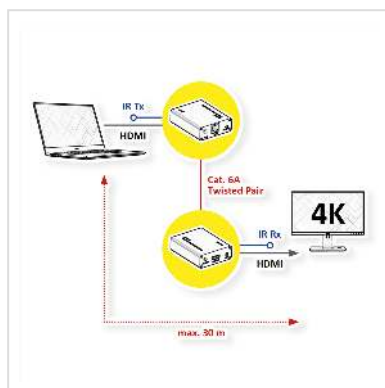 IR Tx
HDMI
Cat. 6A
Twisted Pair
4K
IR Rx
HDMI
max. 30 m